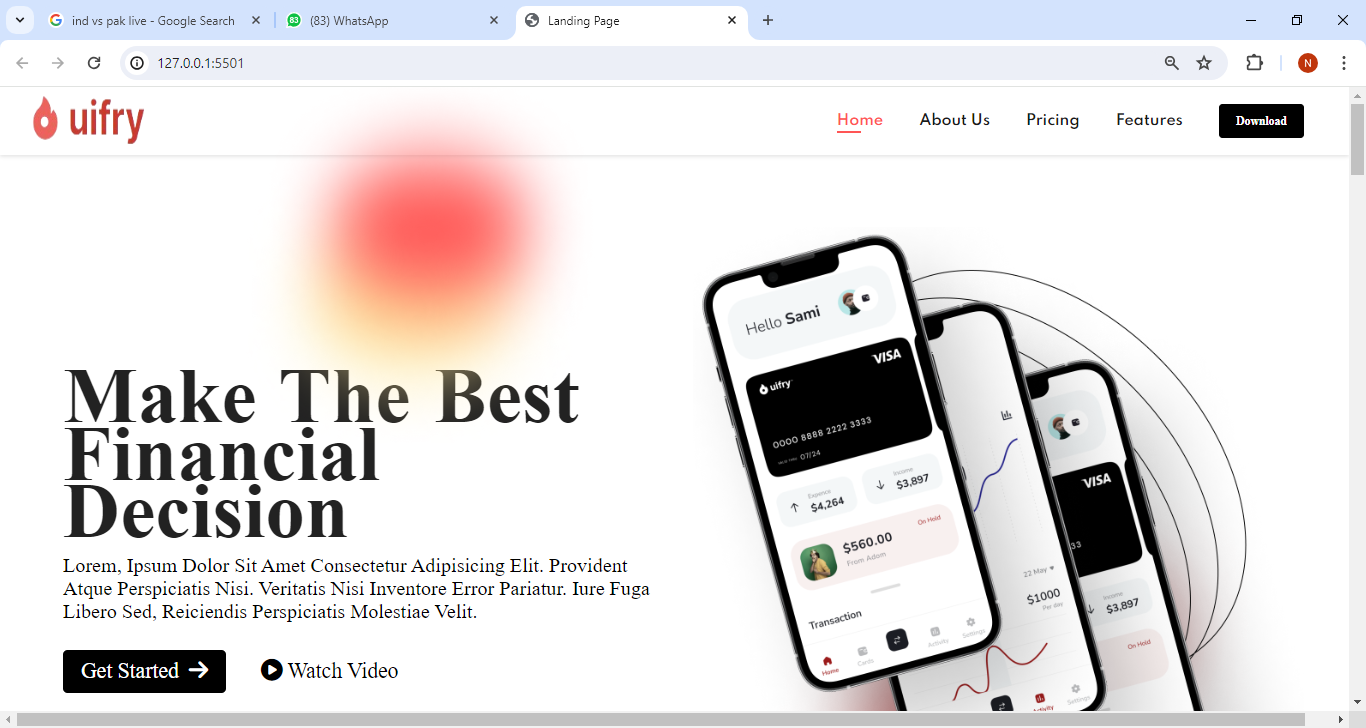 ind vs pak live - Google Search
(83) WhatsApp
Landing Page
127.0.0.1:5501
N
uifry
Home
About Us
Pricing
Features
Download
Make The Best
Financial
Decision
Lorem, Ipsum Dolor Sit Amet Consectetur Adipisicing Elit. Provident
Atque Perspiciatis Nisi. Veritatis Nisi Inventore Error Pariatur. Iure Fuga
Libero Sed, Reiciendis Perspiciatis Molestiae Velit.
Get Started
Watch Video
Hello Sami
VISA
uifry
0000 8888 2222 3333
07/24
Expence
$4,264
Income
$3,897
On Hold
$560.00
From Adom
Transaction
Home
Cards
Activity
Settings
22 May
$1000
Per day
Activity
Settings
VISA
33
Income
$3,897
On Hold